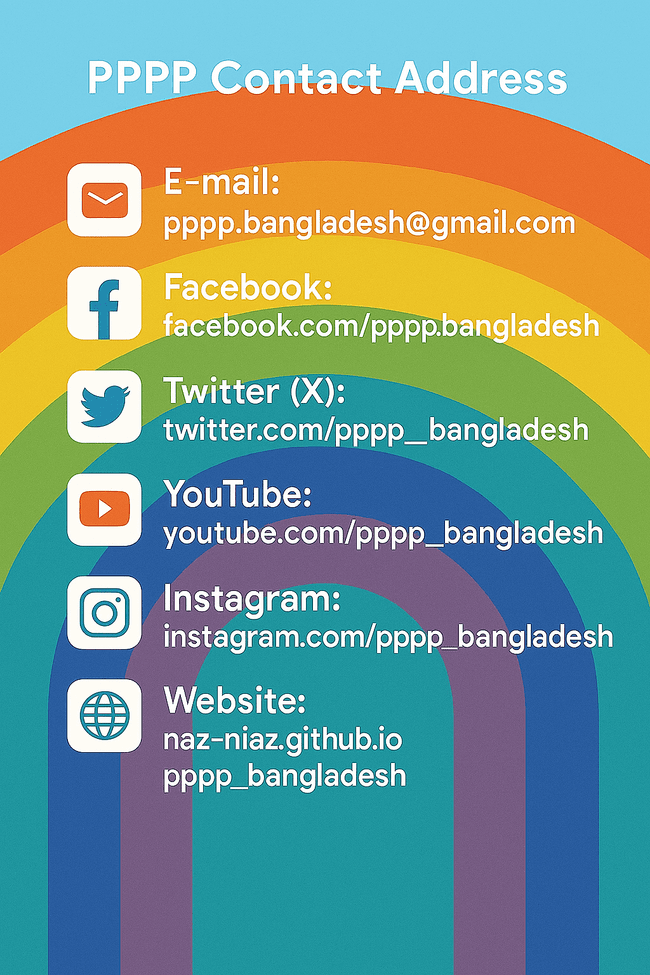 PPPP Contact Address
E-mail:
pppp.bangladesh@gmail.com
Facebook:
facebook.com/pppp.bangladesh
Twitter (X):
twitter.com/pppp_bangladesh
YouTube:
youtube.com/pppp_bangladesh
Instagram:
instagram.com/pppp_bangladesh
Website:
naz-niaz.github.io
pppp_bangladesh